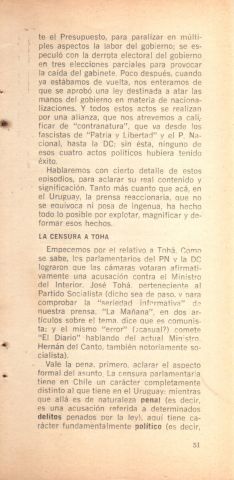 te el Presupuesto, para paralizar en múlti-
ples aspectos la labor del gobierno; se es-
peculó con la derrota electoral del gobierno
en tres elecciones parciales para provocar
la caída del gabinete. Poco después, cuando
ya estábamos de vuelta, nos enteramos de
que se aprobó una ley destinada a atar las
manos del gobierno en materia de naciona-
lizaciones. Y todos estos actos se realizan
por una alianza, que nos atrevemos a cali-
ficar de "contranatura", que va desde los
fascistas de "Patria y Libertad" y el P. Na-
cional, hasta la DC; sin ésta, ninguno de
esos cuatro actos políticos hubiera tenido
éxito.
Hablaremos con cierto detalle de estos
episodios, para aclarar su real contenido y
significación. Tanto más cuanto que acá, en
el Uruguay, la prensa reaccionaria, que no
se equivoca ni posa de ingenua, ha hecho
todo lo posible por explotar, magnificar y de-
formar esos hechos.
LA CENSURA A TOHA
Empecemos por el relativo a Tohá. Como
se sabe, los parlamentarios del PN y la DC
lograron que las cámaras votaran afirmati-
vamente una acusación contra el Ministro
del Interior, José Tohá, perteneciente al
Partido Socialista (dicho sea de paso, y para
comprobar la "seriedad informativa" de
nuestra prensa, "La Mañana", en dos ar-
tículos sobre el tema, dice que es comunis-
ta; y el mismo "error" (¿casual?) comete
"El Diario" hablando del actual Ministro,
Hernán del Canto, también notoriamente so-
cialista).
Vale la pena, primero, aclarar el aspecto
formal del asunto. La censura parlamentaria
tiene en Chile un carácter completamente
distinto al que tiene en el Uruguay: mientras
que allá es de naturaleza penal (es decir,
es una acusación referida a determinados
delitos penados por la ley), aquí tiene ca-
rácter fundamentalmente político (es decir,
51